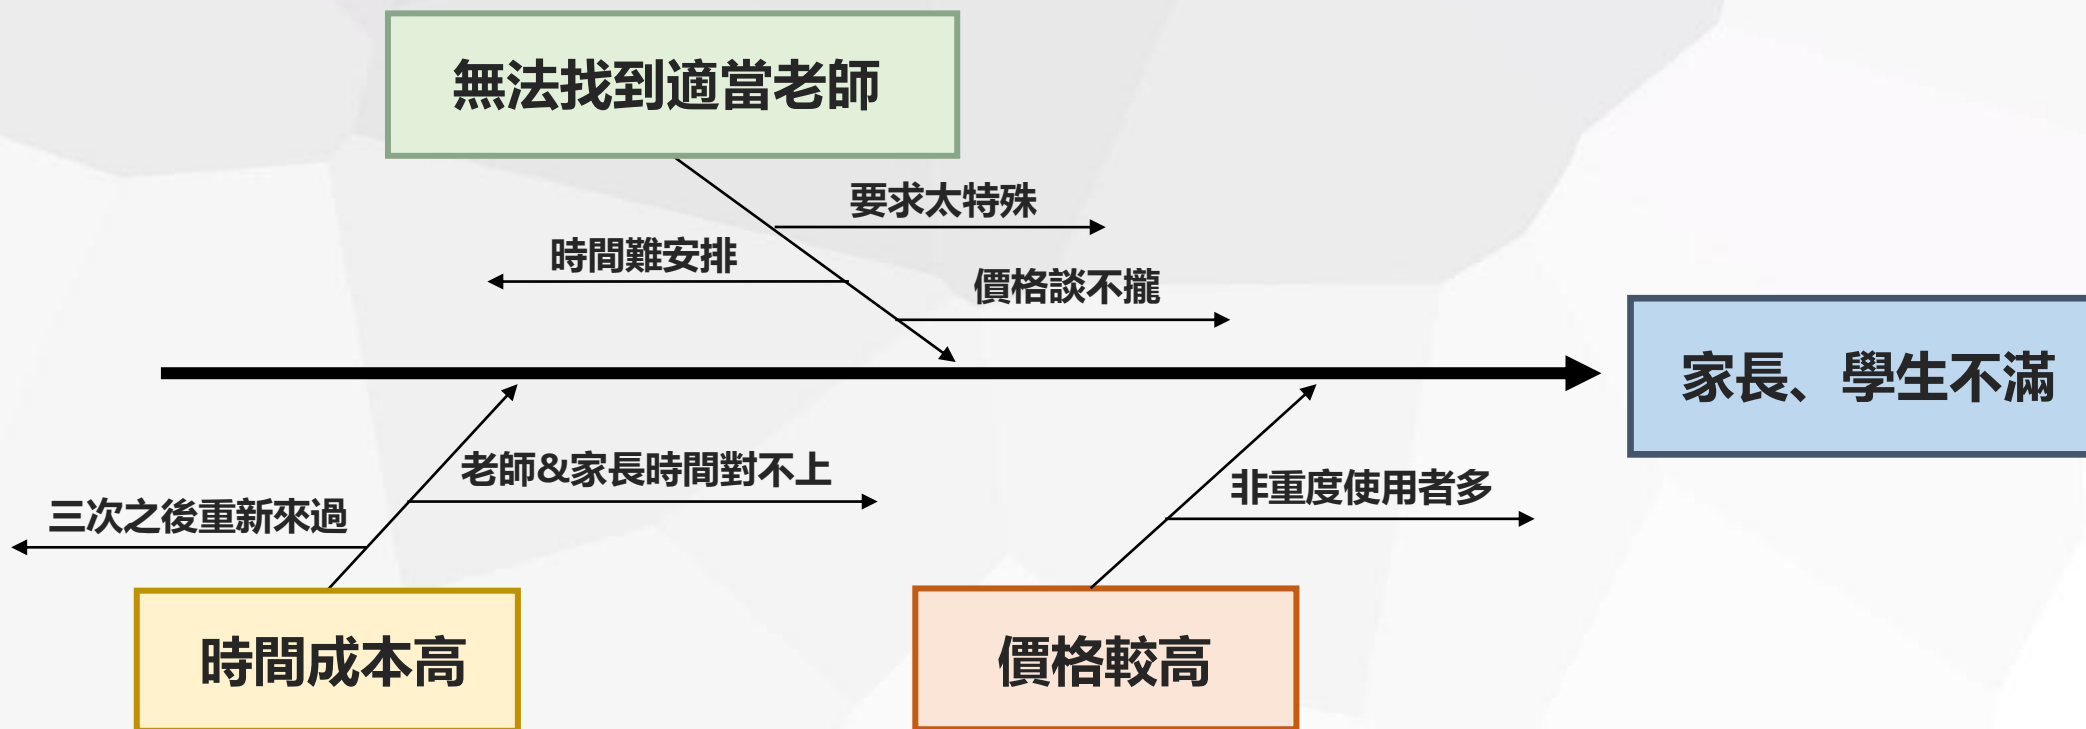 無法找到適當老師
要求太特殊
時間難安排
價格談不攏
家長、學生不滿
老師&家長時間對不上
非重度使用者多
三次之後重新來過
時間成本高
價格較高